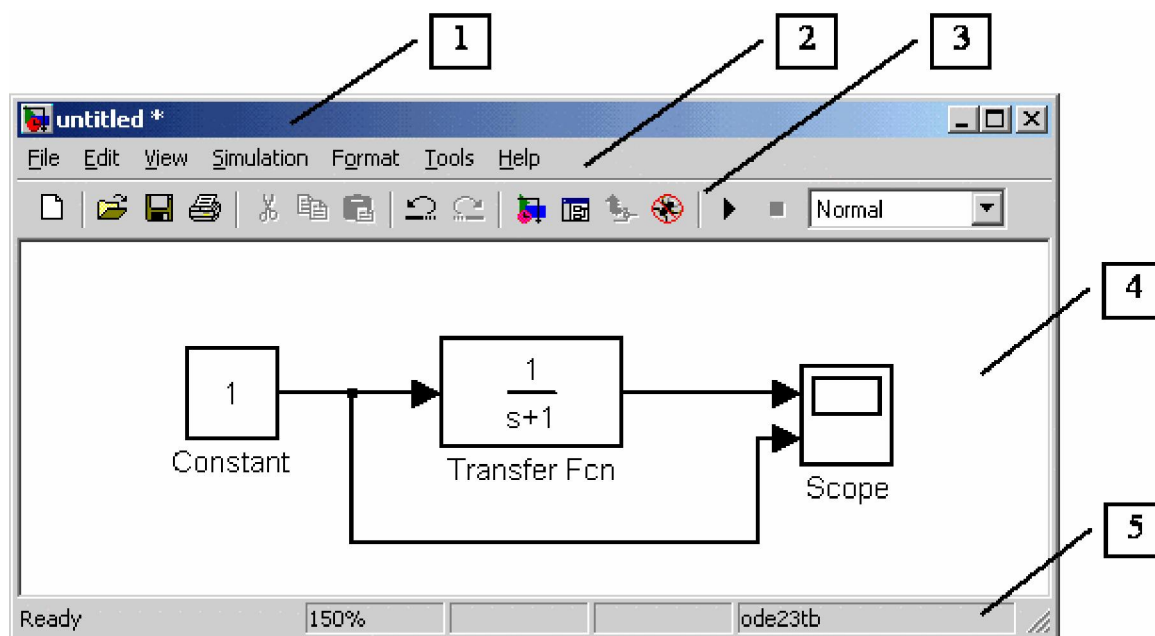 1 2 3
untitled *
File Edit View Simulation Format Tools Help
Normal
4
1
Constant
1
s+1
Transfer Fcn
Scope
5
Ready 150% ode23tb